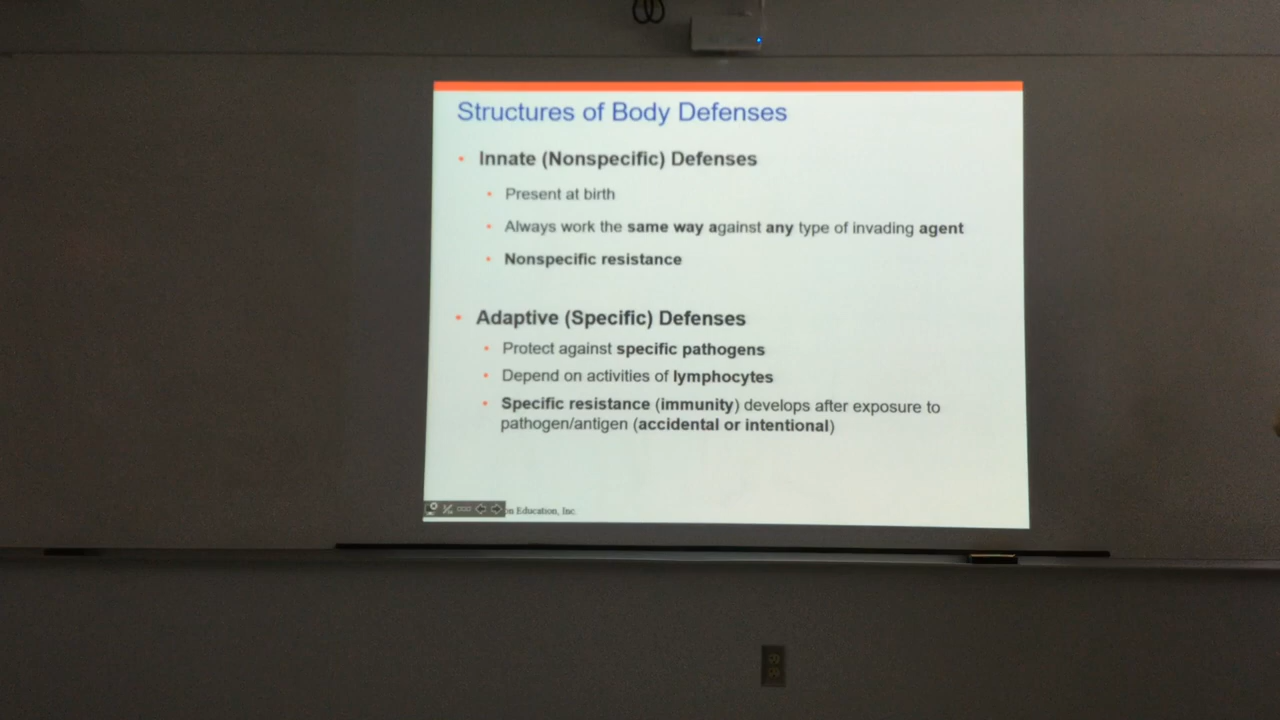 Structures of Body Defenses
• Innate (Nonspecific) Defenses
• Present at birth
• Always work the same way against any type of invading agent
• Nonspecific resistance
• Adaptive (Specific) Defenses
• Protect against specific pathogens
• Depend on activities of lymphocytes
• Specific resistance (immunity) develops after exposure to
pathogen/antigen (accidental or intentional)
on Education, Inc.